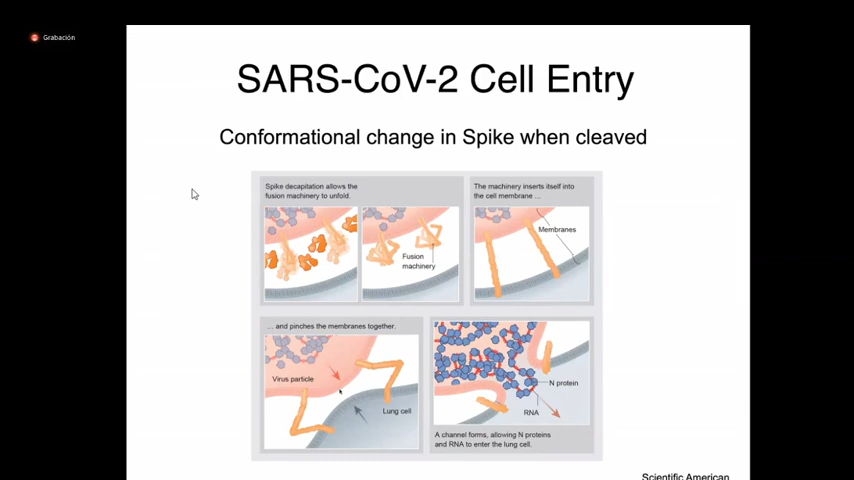 Grabación
SARS-CoV-2 Cell Entry
Conformational change in Spike when cleaved
Spike decapitation allows the
fusion machinery to unfold.
The machinery inserts itself into
the cell membrane ...
Fusion
machinery
Membranes
... and pinches the membranes together.
Virus particle
Lung cell
N protein
RNA
A channel forms, allowing N proteins
and RNA to enter the lung cell.
Scientific American